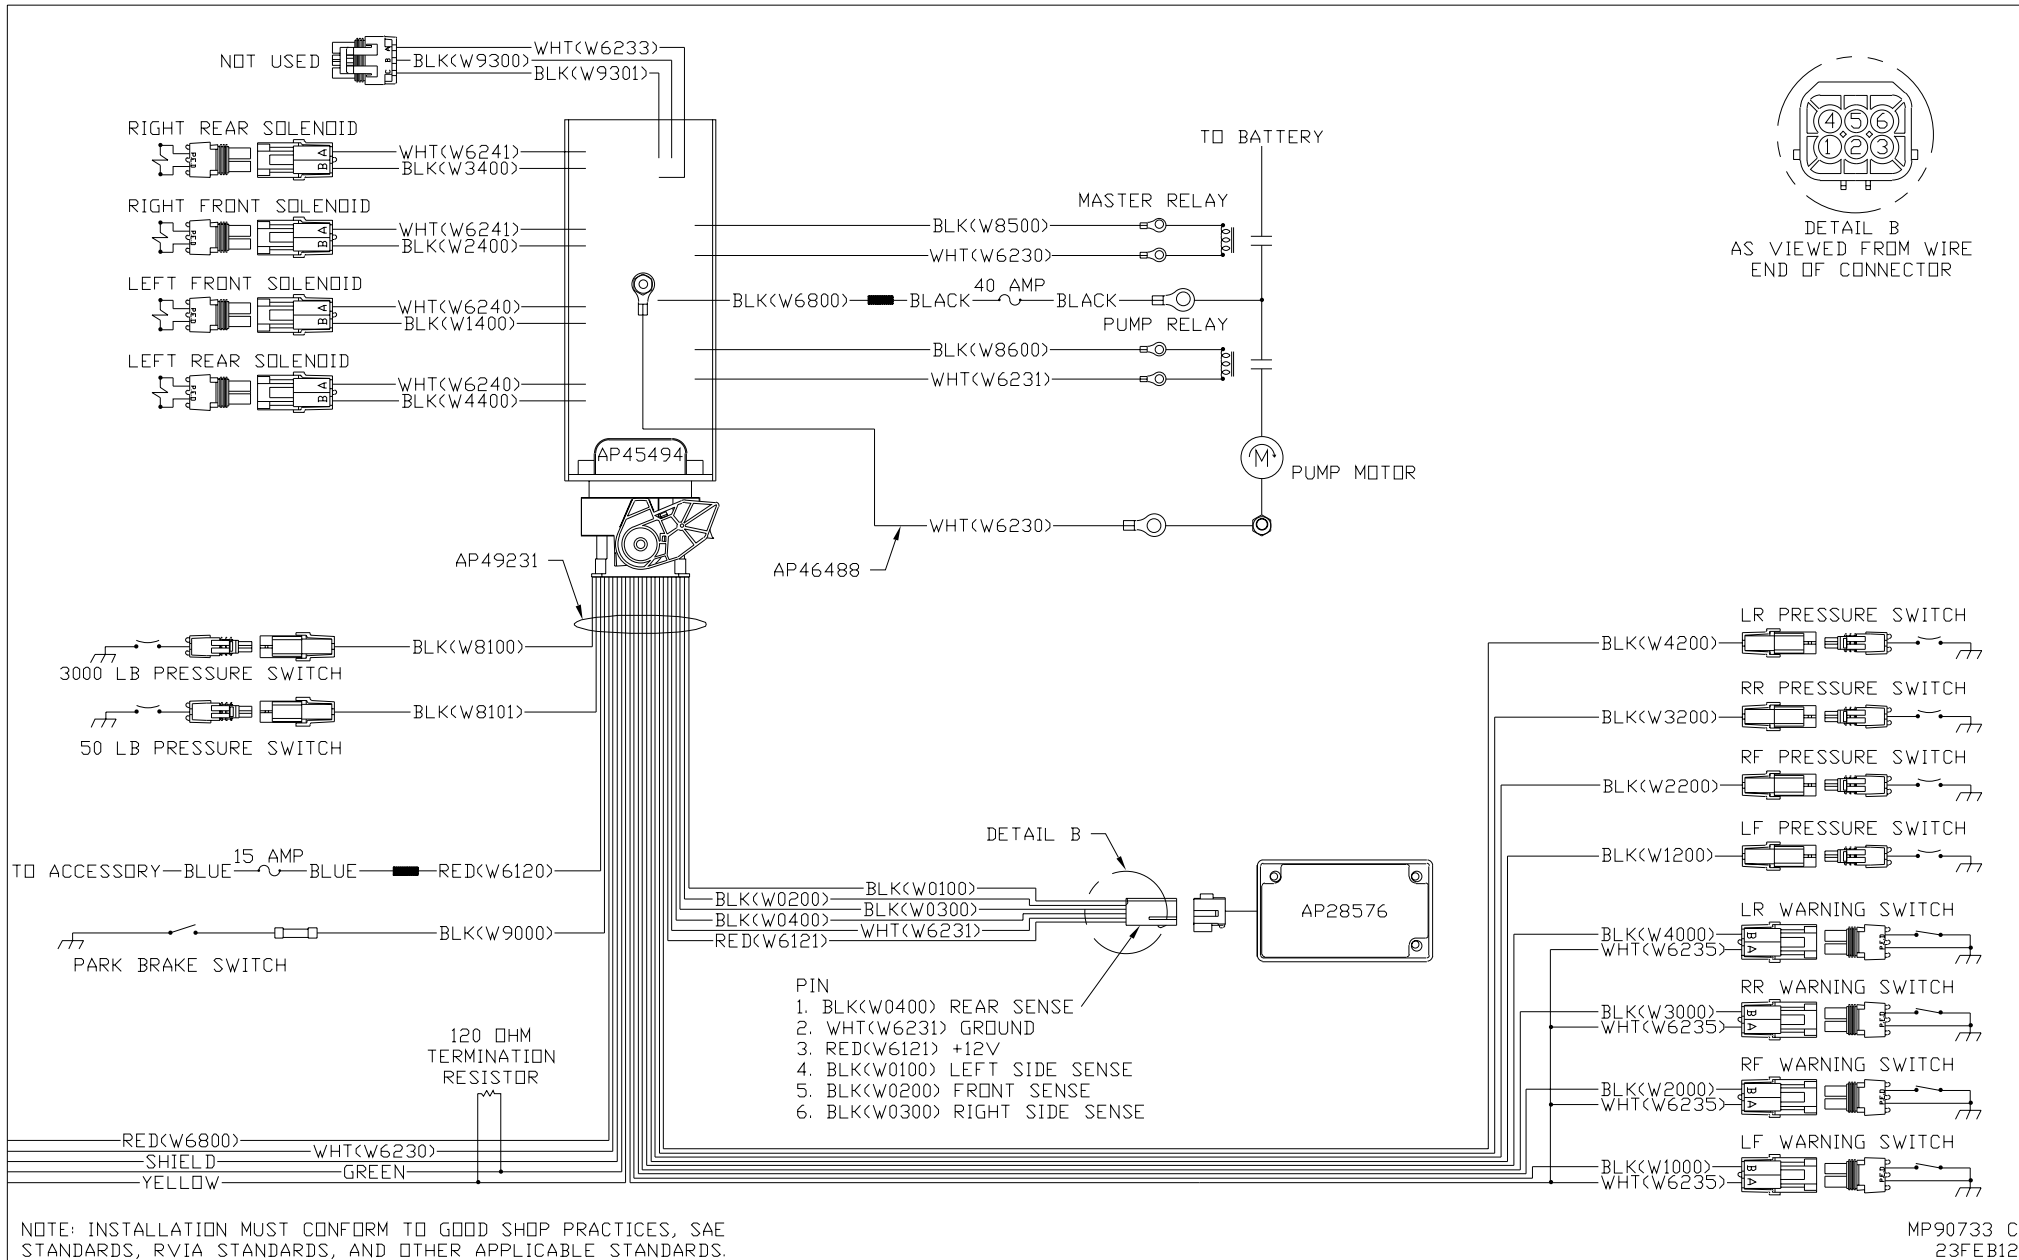 NOT USED
WHT(W6233)
BLK(W9300)
BLK(W9301)
A
B
C
RIGHT REAR SOLENOID
WHT(W6241)
BLK(W3400)
A
B
RIGHT FRONT SOLENOID
WHT(W6241)
BLK(W2400)
A
B
LEFT FRONT SOLENOID
WHT(W6240)
BLK(W1400)
A
B
LEFT REAR SOLENOID
WHT(W6240)
BLK(W4400)
A
B
AP45494
TO BATTERY
MASTER RELAY
BLK(W8500)
WHT(W6230)
40 AMP
BLK(W6800)
BLACK
BLACK
PUMP RELAY
BLK(W8600)
WHT(W6231)
M
PUMP MOTOR
WHT(W6230)
AP46488
4 5 6
1 2 3
DETAIL B
AS VIEWED FROM WIRE
END OF CONNECTOR
AP49231
BLK(W8100)
3000 LB PRESSURE SWITCH
BLK(W8101)
50 LB PRESSURE SWITCH
15 AMP
TO ACCESSORY
BLUE
BLUE
RED(W6120)
BLK(W9000)
PARK BRAKE SWITCH
DETAIL B
BLK(W0100)
BLK(W0200)
BLK(W0300)
BLK(W0400)
WHT(W6231)
RED(W6121)
AP28576
PIN
1. BLK(W0400) REAR SENSE
2. WHT(W6231) GROUND
3. RED(W6121) +12V
4. BLK(W0100) LEFT SIDE SENSE
5. BLK(W0200) FRONT SENSE
6. BLK(W0300) RIGHT SIDE SENSE
120 OHM
TERMINATION
RESISTOR
RED(W6800)
WHT(W6230)
SHIELD
GREEN
YELLOW
LR PRESSURE SWITCH
BLK(W4200)
RR PRESSURE SWITCH
BLK(W3200)
RF PRESSURE SWITCH
BLK(W2200)
LF PRESSURE SWITCH
BLK(W1200)
LR WARNING SWITCH
BLK(W4000)
WHT(W6235)
B
A
RR WARNING SWITCH
BLK(W3000)
WHT(W6235)
B
A
RF WARNING SWITCH
BLK(W2000)
WHT(W6235)
B
A
LF WARNING SWITCH
BLK(W1000)
WHT(W6235)
B
A
NOTE: INSTALLATION MUST CONFORM TO GOOD SHOP PRACTICES, SAE
STANDARDS, RVIA STANDARDS, AND OTHER APPLICABLE STANDARDS.
MP90733 C
23FEB12